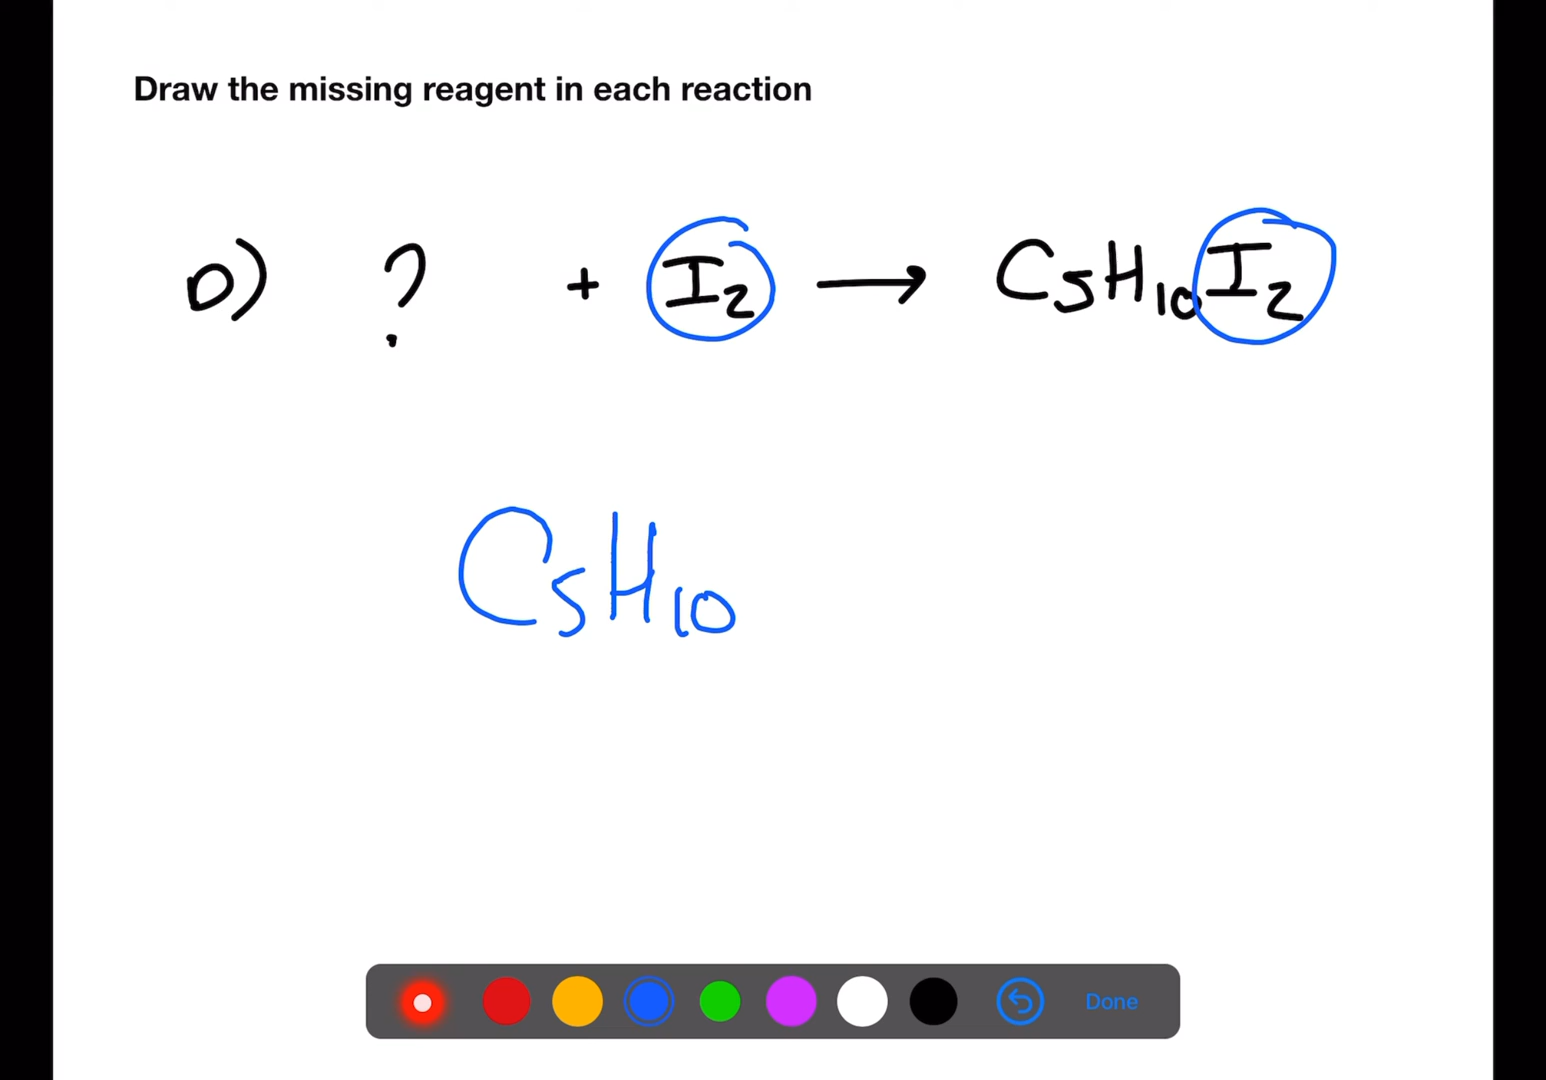 Draw the missing reagent in each reaction
D) ? + I₂ → C₅H₁₀I₂
C₅H₁₀
Done